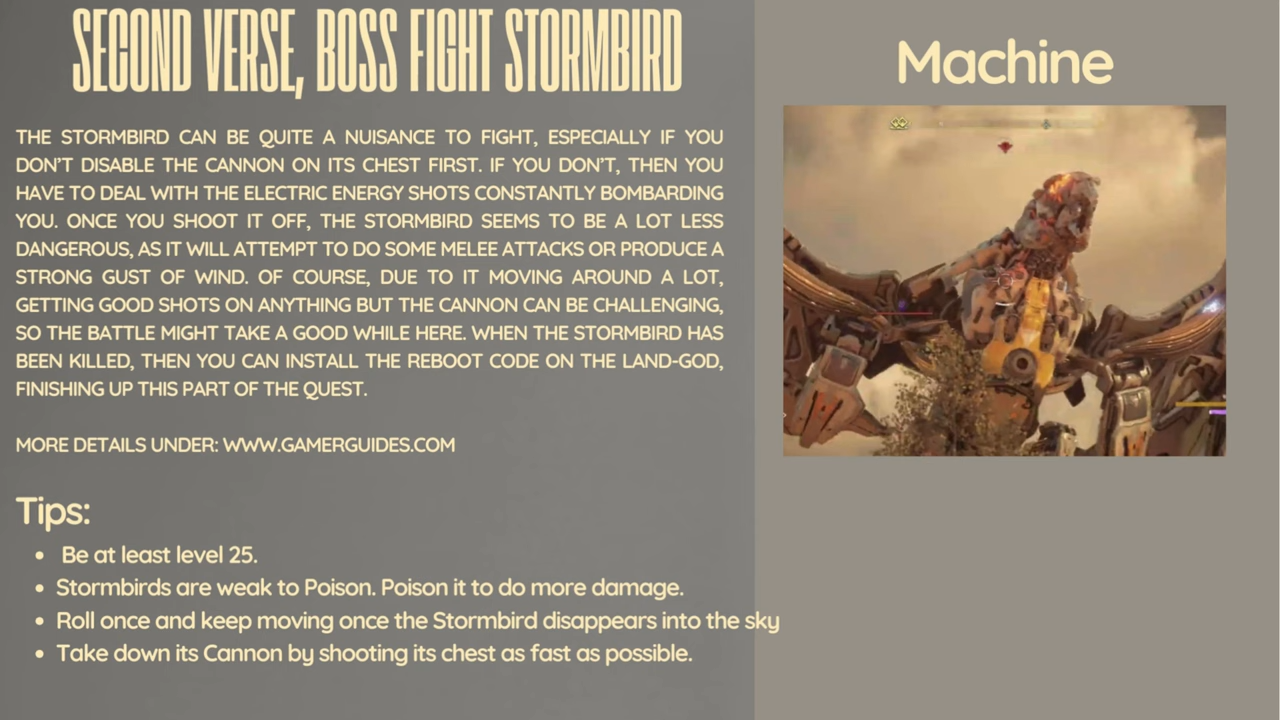 SECOND VERSE, BOSS FIGHT STORMBIRD
Machine
THE STORMBIRD CAN BE QUITE A NUISANCE TO FIGHT, ESPECIALLY IF YOU
DON'T DISABLE THE CANNON ON ITS CHEST FIRST. IF YOU DON'T, THEN YOU
HAVE TO DEAL WITH THE ELECTRIC ENERGY SHOTS CONSTANTLY BOMBARDING
YOU. ONCE YOU SHOOT IT OFF, THE STORMBIRD SEEMS TO BE A LOT LESS
DANGEROUS, AS IT WILL ATTEMPT TO DO SOME MELEE ATTACKS OR PRODUCE A
STRONG GUST OF WIND. OF COURSE, DUE TO IT MOVING AROUND A LOT,
GETTING GOOD SHOTS ON ANYTHING BUT THE CANNON CAN BE CHALLENGING,
SO THE BATTLE MIGHT TAKE A GOOD WHILE HERE. WHEN THE STORMBIRD HAS
BEEN KILLED, THEN YOU CAN INSTALL THE REBOOT CODE ON THE LAND-GOD,
FINISHING UP THIS PART OF THE QUEST.
MORE DETAILS UNDER: WWW.GAMERGUIDES.COM
Tips:
• Be at least level 25.
• Stormbirds are weak to Poison. Poison it to do more damage.
• Roll once and keep moving once the Stormbird disappears into the sky
• Take down its Cannon by shooting its chest as fast as possible.